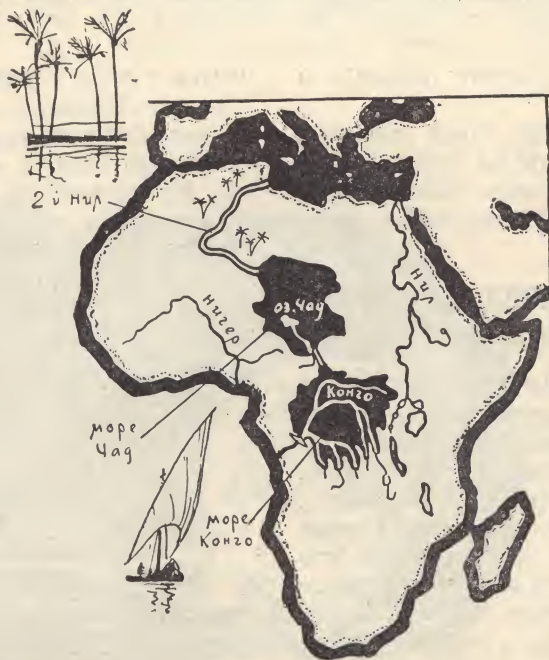 2й нил
оз. Чад
нигер
нил
Конго
море
Чад
море
Конго